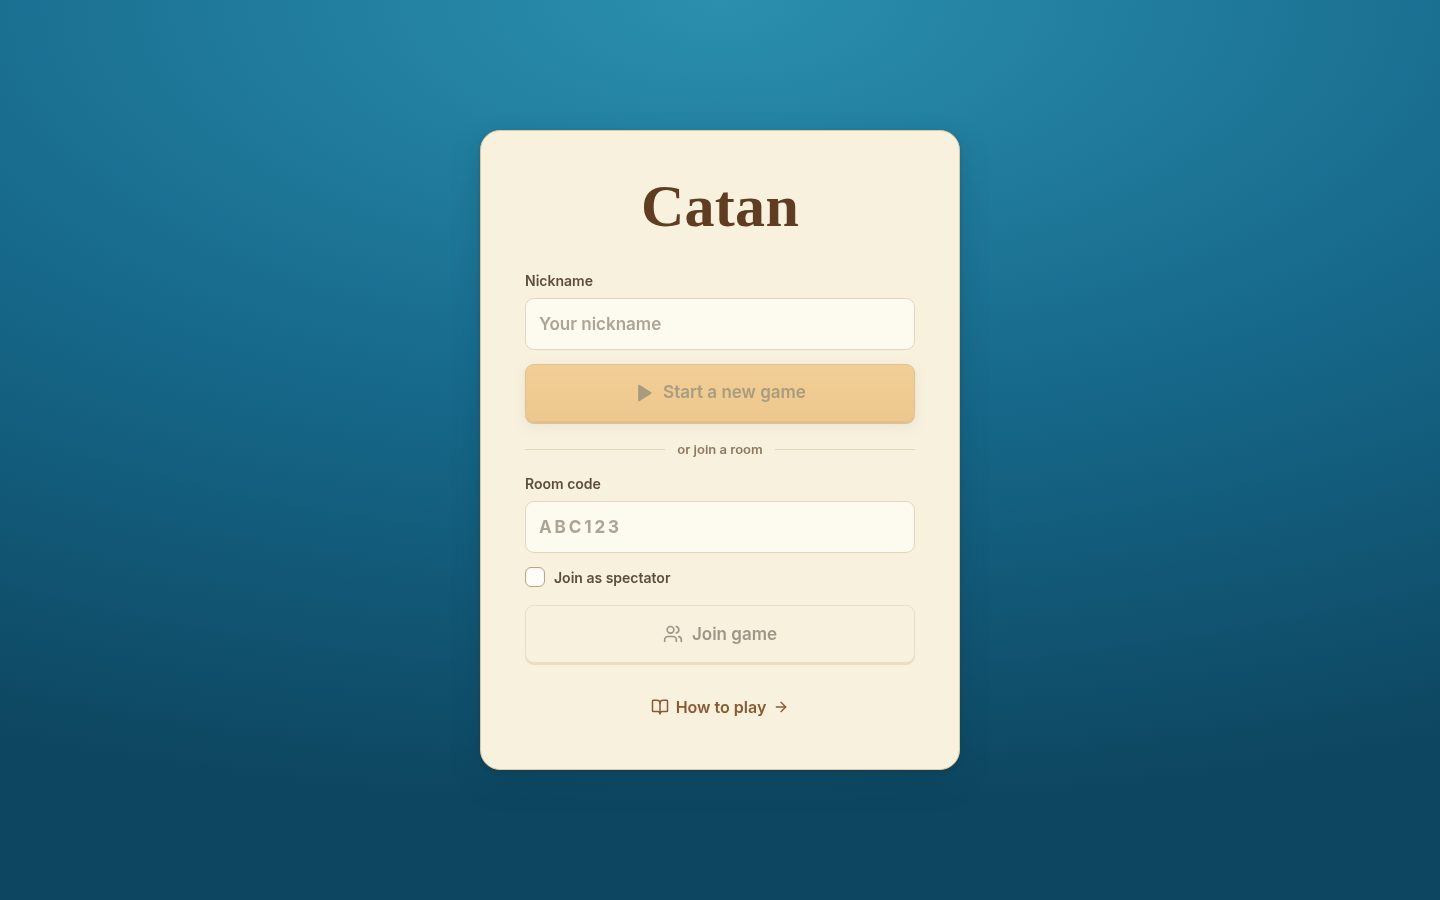 Catan
Nickname
Your nickname
Start a new game
or join a room
Room code
ABC123
Join as spectator
Join game
How to play